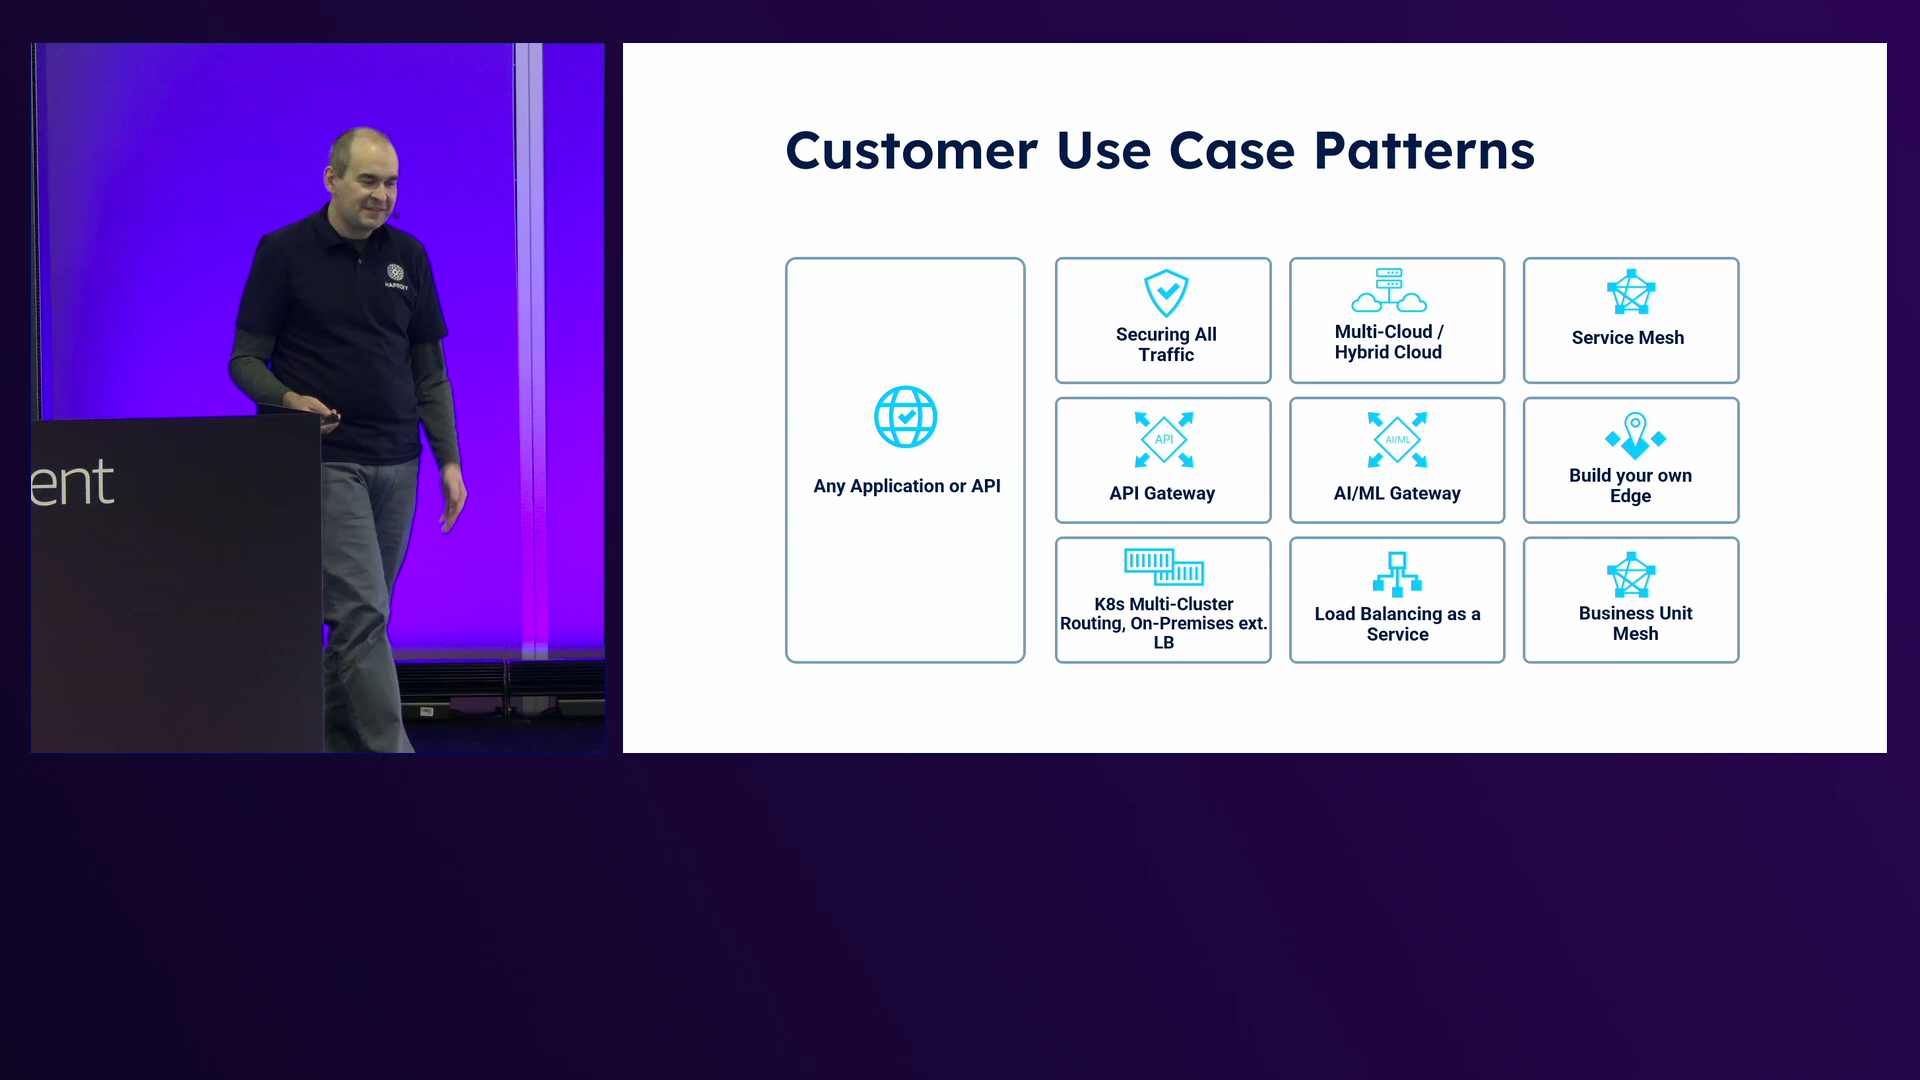 HAPROXY
ent
Customer Use Case Patterns
Any Application or API
Securing All
Traffic
Multi-Cloud /
Hybrid Cloud
Service Mesh
API
API Gateway
AI/ML
AI/ML Gateway
Build your own
Edge
K8s Multi-Cluster
Routing, On-Premises ext.
LB
Load Balancing as a
Service
Business Unit
Mesh